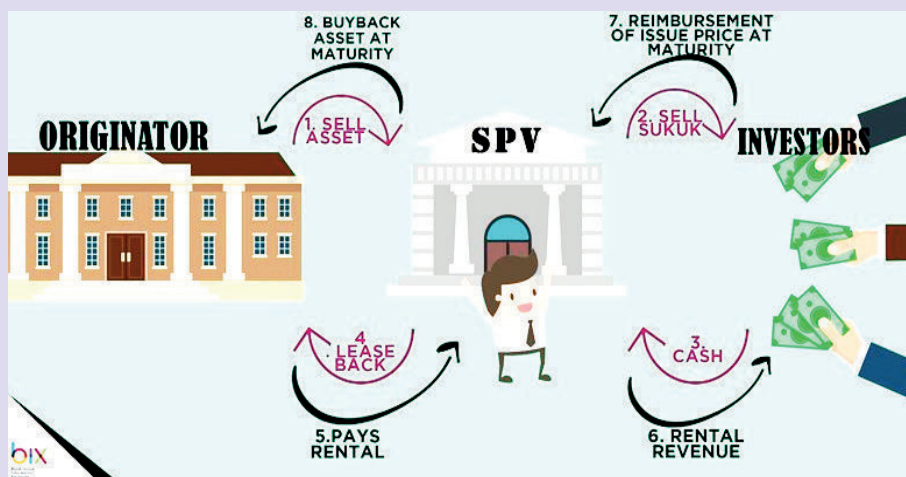 8. BUYBACK
ASSET AT
MATURITY
7. REIMBURSEMENT
OF ISSUE PRICE AT
MATURITY
1. SELL
ASSET
2. SELL
SUKUK
ORIGINATOR
SPV
INVESTORS
4
. LEASE
BACK
3.
CASH
5.PAYS
RENTAL
6. RENTAL
REVENUE
bix